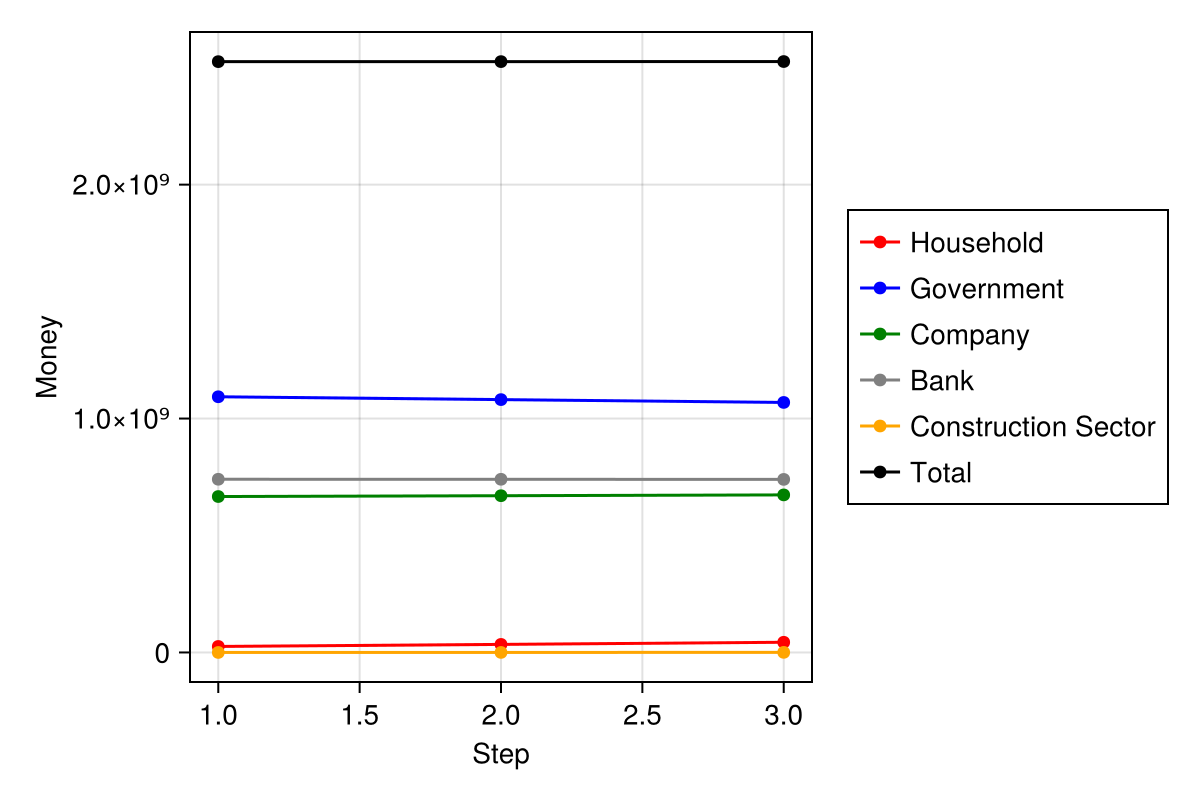 2.0×10⁹
1.0×10⁹
0
Money
1.0 1.5 2.0 2.5 3.0
Step
Household
Government
Company
Bank
Construction Sector
Total